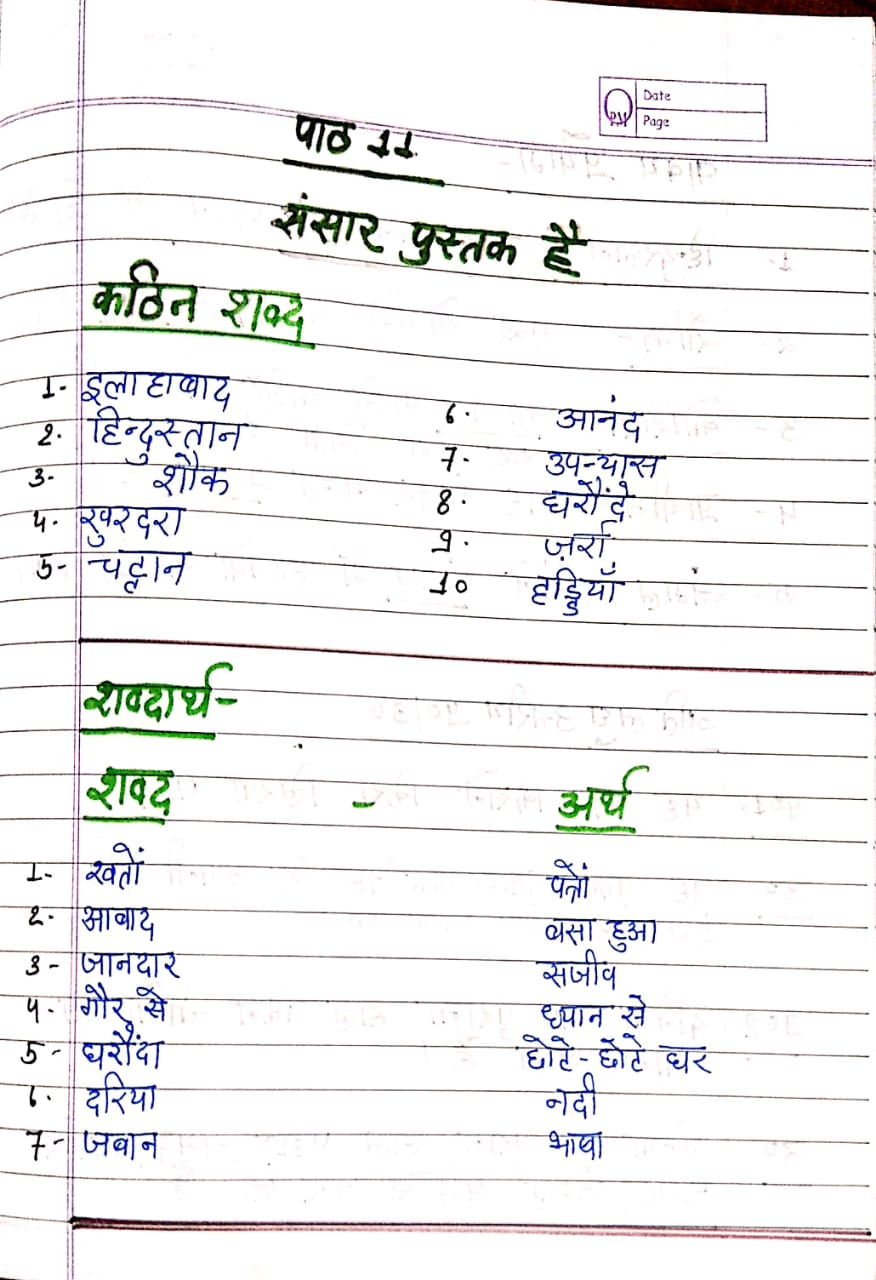 Date
Page
पाठ 11
संसार पुस्तक है
कठिन शब्द
1- इलाहाबाद
2. हिन्दुस्तान
3- शौक
4. खुरदरा
5- चट्टान
6. आनंद
7. उपन्यास
8. घरौंदे
9. ज़र्रा
10 हड्डियाँ
शब्दार्थ-
शब्द - अर्थ
1- खतों पत्रों
2. आबाद बसा हुआ
3- जानदार सजीव
4. गौर से ध्यान से
5- घरौंदा छोटे-छोटे घर
6. दरिया नदी
7- जबान भाषा